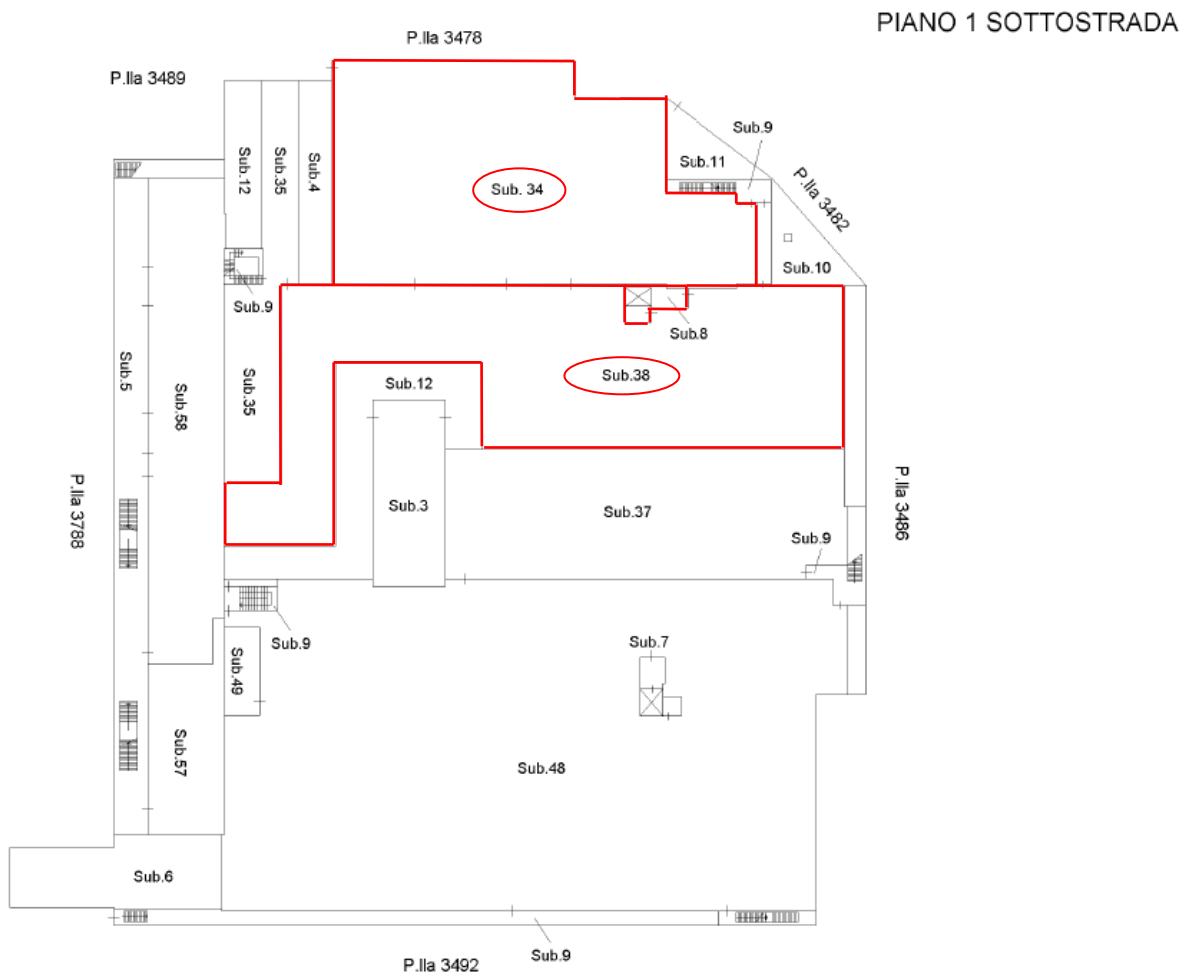 PIANO 1 SOTTOSTRADA
P.lla 3478
P.lla 3489
Sub.9
Sub.11
Sub.12
Sub.35
Sub.4
Sub. 34
P.lla 3482
Sub.10
Sub.9
Sub.8
Sub.5
Sub.58
Sub.35
Sub.12
Sub.38
P.lla 3788
Sub.3
Sub.37
P.lla 3486
Sub.9
Sub.9
Sub.7
Sub.49
Sub.57
Sub.48
Sub.6
Sub.9
P.lla 3492